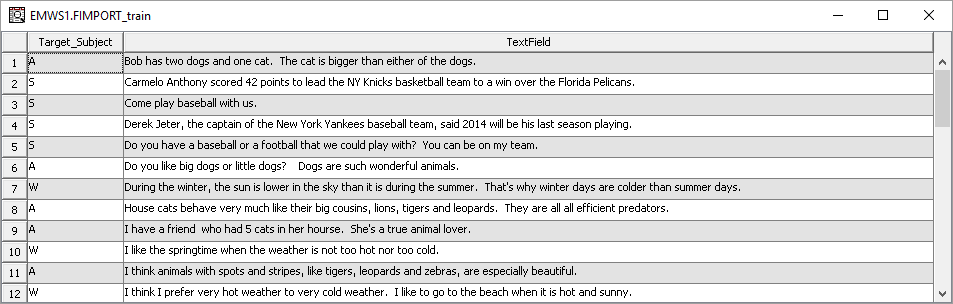 EMWS1.FIMPORT_train
Target_Subject TextField
1 A Bob has two dogs and one cat.  The cat is bigger than either of the dogs.
2 S Carmelo Anthony scored 42 points to lead the NY Knicks basketball team to a win over the Florida Pelicans.
3 S Come play baseball with us.
4 S Derek Jeter, the captain of the New York Yankees baseball team, said 2014 will be his last season playing.
5 S Do you have a baseball or a football that we could play with?  You can be on my team.
6 A Do you like big dogs or little dogs?   Dogs are such wonderful animals.
7 W During the winter, the sun is lower in the sky than it is during the summer.  That's why winter days are colder than summer days.
8 A House cats behave very much like their big cousins, lions, tigers and leopards.  They are all all efficient predators.
9 A I have a friend  who had 5 cats in her hourse.  She's a true animal lover.
10 W I like the springtime when the weather is not too hot nor too cold.
11 A I think animals with spots and stripes, like tigers, leopards and zebras, are especially beautiful.
12 W I think I prefer very hot weather to very cold weather.  I like to go to the beach when it is hot and sunny.